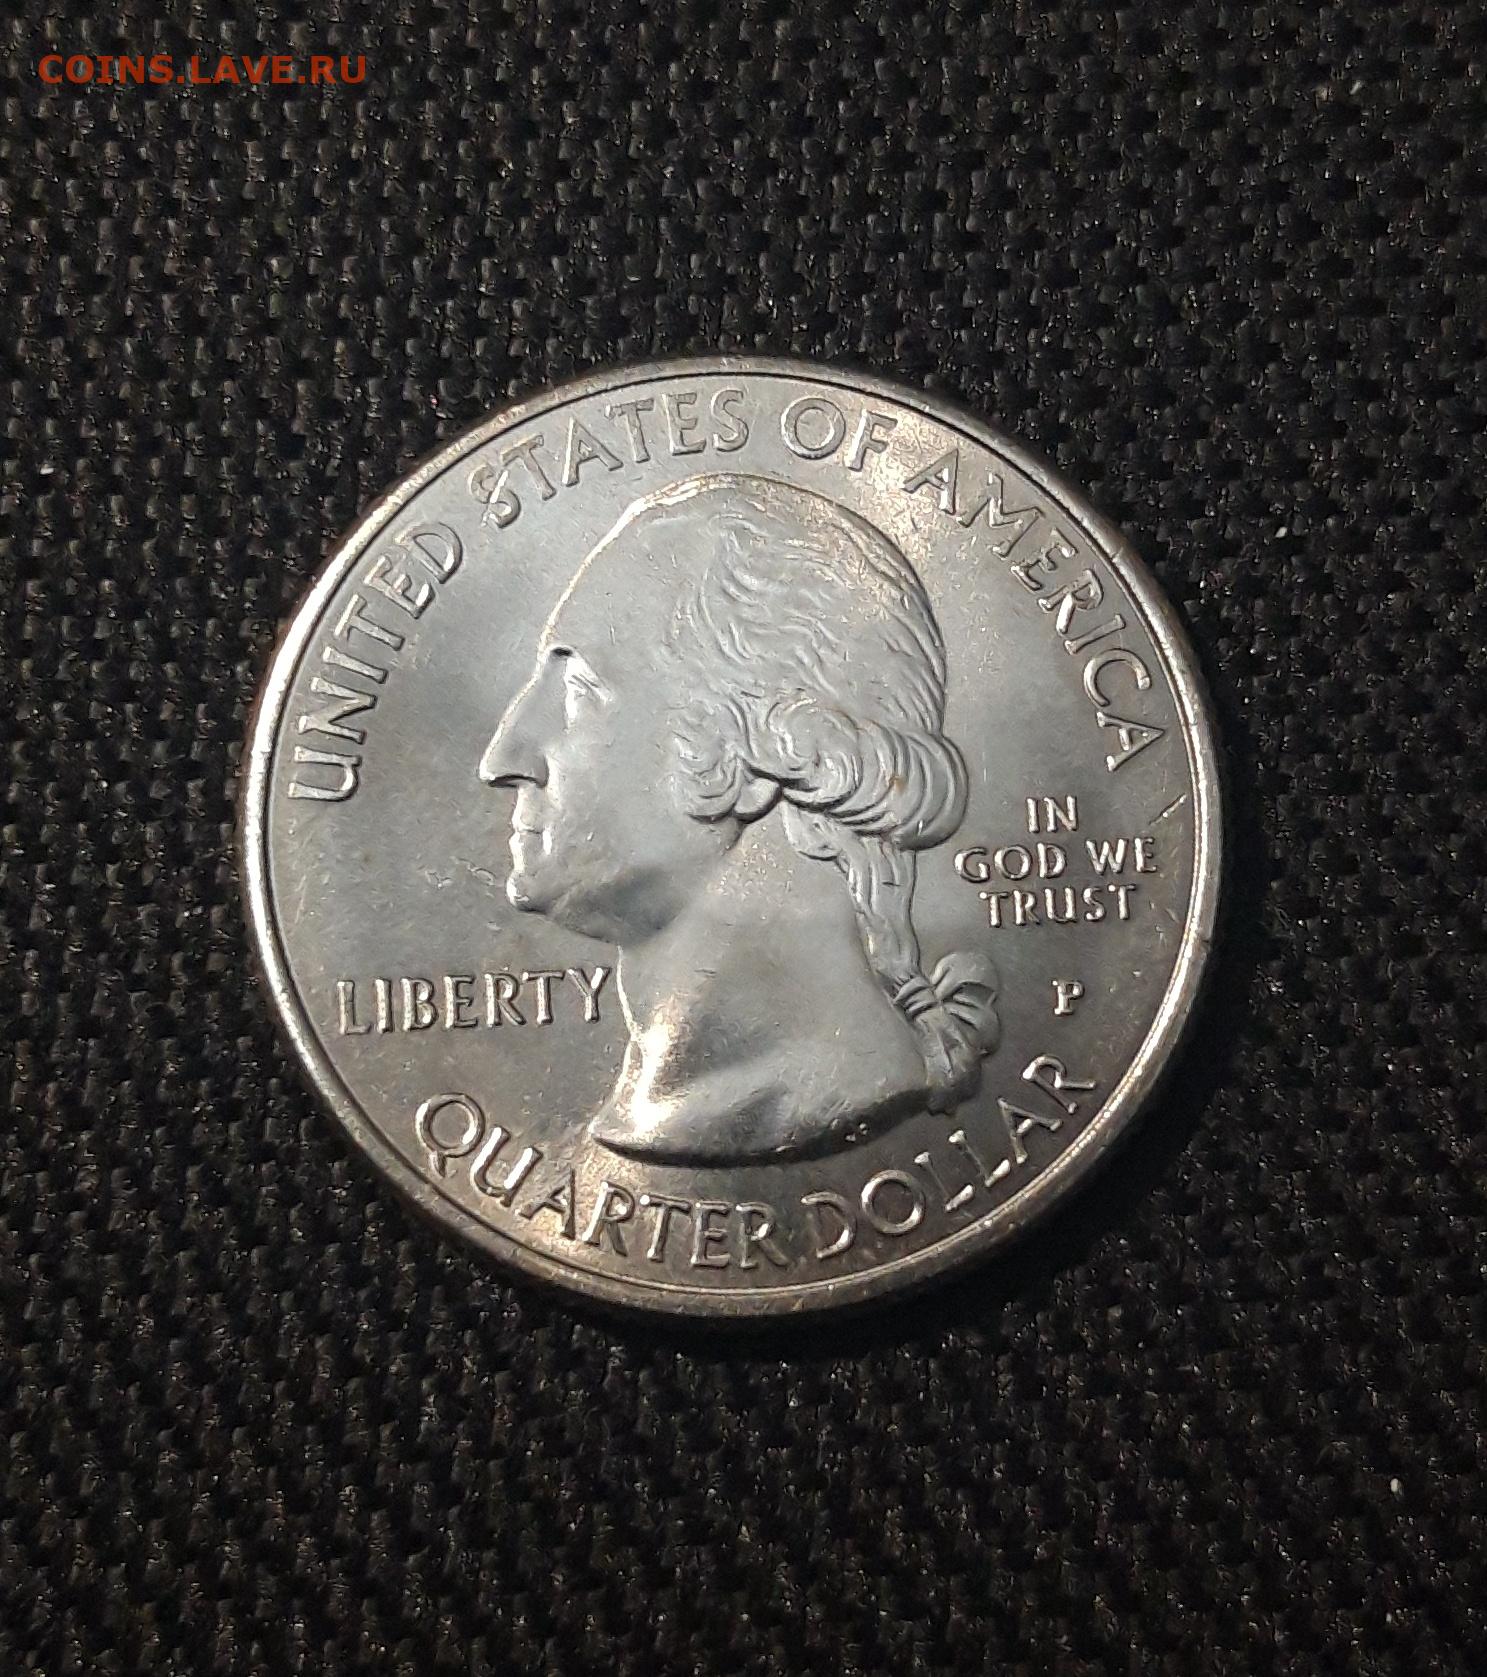 COINS.LAVE.RU
UNITED STATES OF AMERICA
IN
GOD WE
TRUST
LIBERTY
P
QUARTER DOLLAR